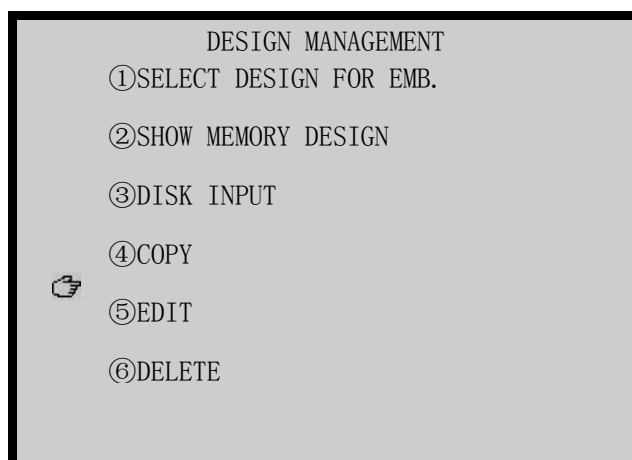 DESIGN MANAGEMENT
①SELECT DESIGN FOR EMB.
②SHOW MEMORY DESIGN
③DISK INPUT
④COPY
⑤EDIT
⑥DELETE